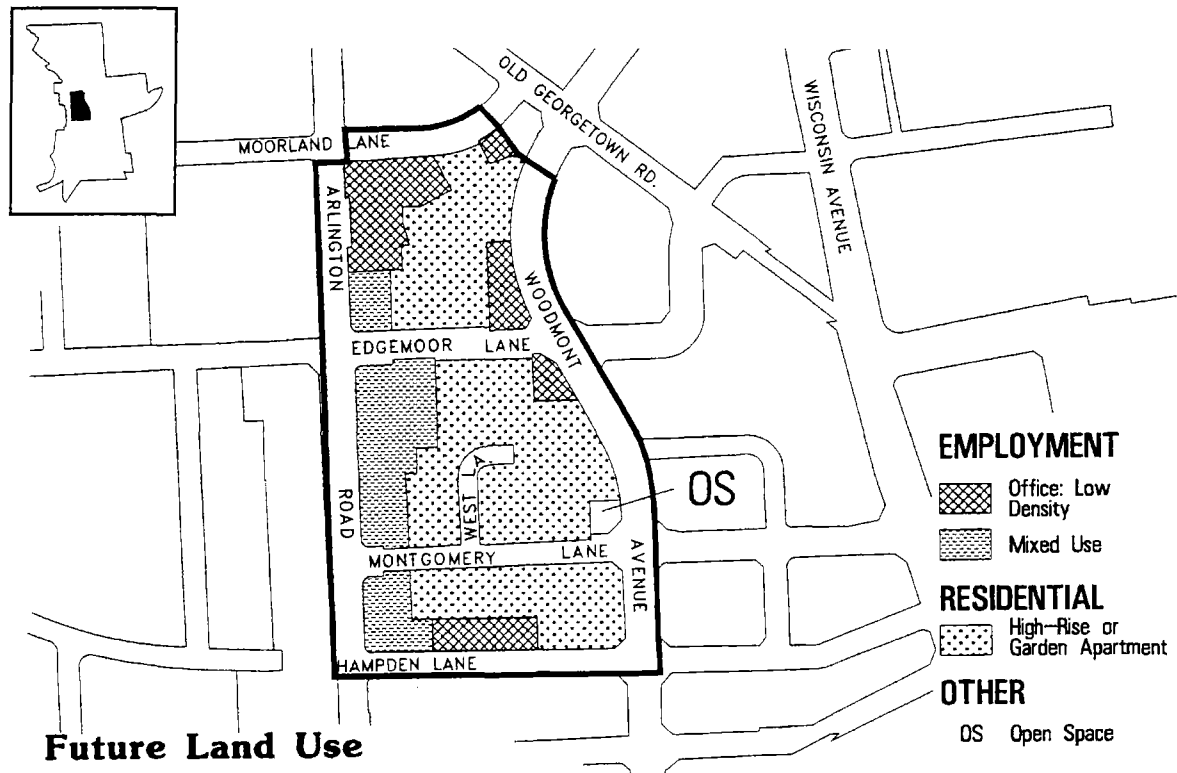 OLD GEORGETOWN RD.
WISCONSIN AVENUE
MOORLAND LANE
ARLINGTON
WOODMONT
EDGEMOOR LANE
WEST LA.
OS
ROAD
MONTGOMERY LANE
AVENUE
HAMPDEN LANE
EMPLOYMENT
Office: Low
Density
Mixed Use
RESIDENTIAL
High-Rise or
Garden Apartment
OTHER
OS Open Space
Future Land Use